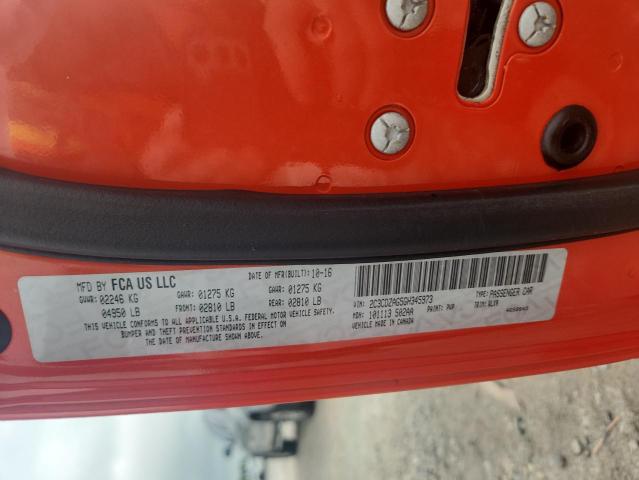 MFD BY FCA US LLC
DATE OF MFR(BUILT): 10-16
GVWR: 02246 KG
04950 LB
GAWR: 01275 KG
FRONT: 02810 LB
GAWR: 01275 KG
REAR: 02810 LB
THIS VEHICLE CONFORMS TO ALL APPLICABLE U.S.A. FEDERAL MOTOR VEHICLE SAFETY,
BUMPER AND THEFT PREVENTION STANDARDS IN EFFECT ON
THE DATE OF MANUFACTURE SHOWN ABOVE.
VIN: 2C3CDZAG5GH345973
TYPE: PASSENGER CAR
MDH: 101113 502AA
PAINT:
TRIM:
VEHICLE MADE IN CANADA